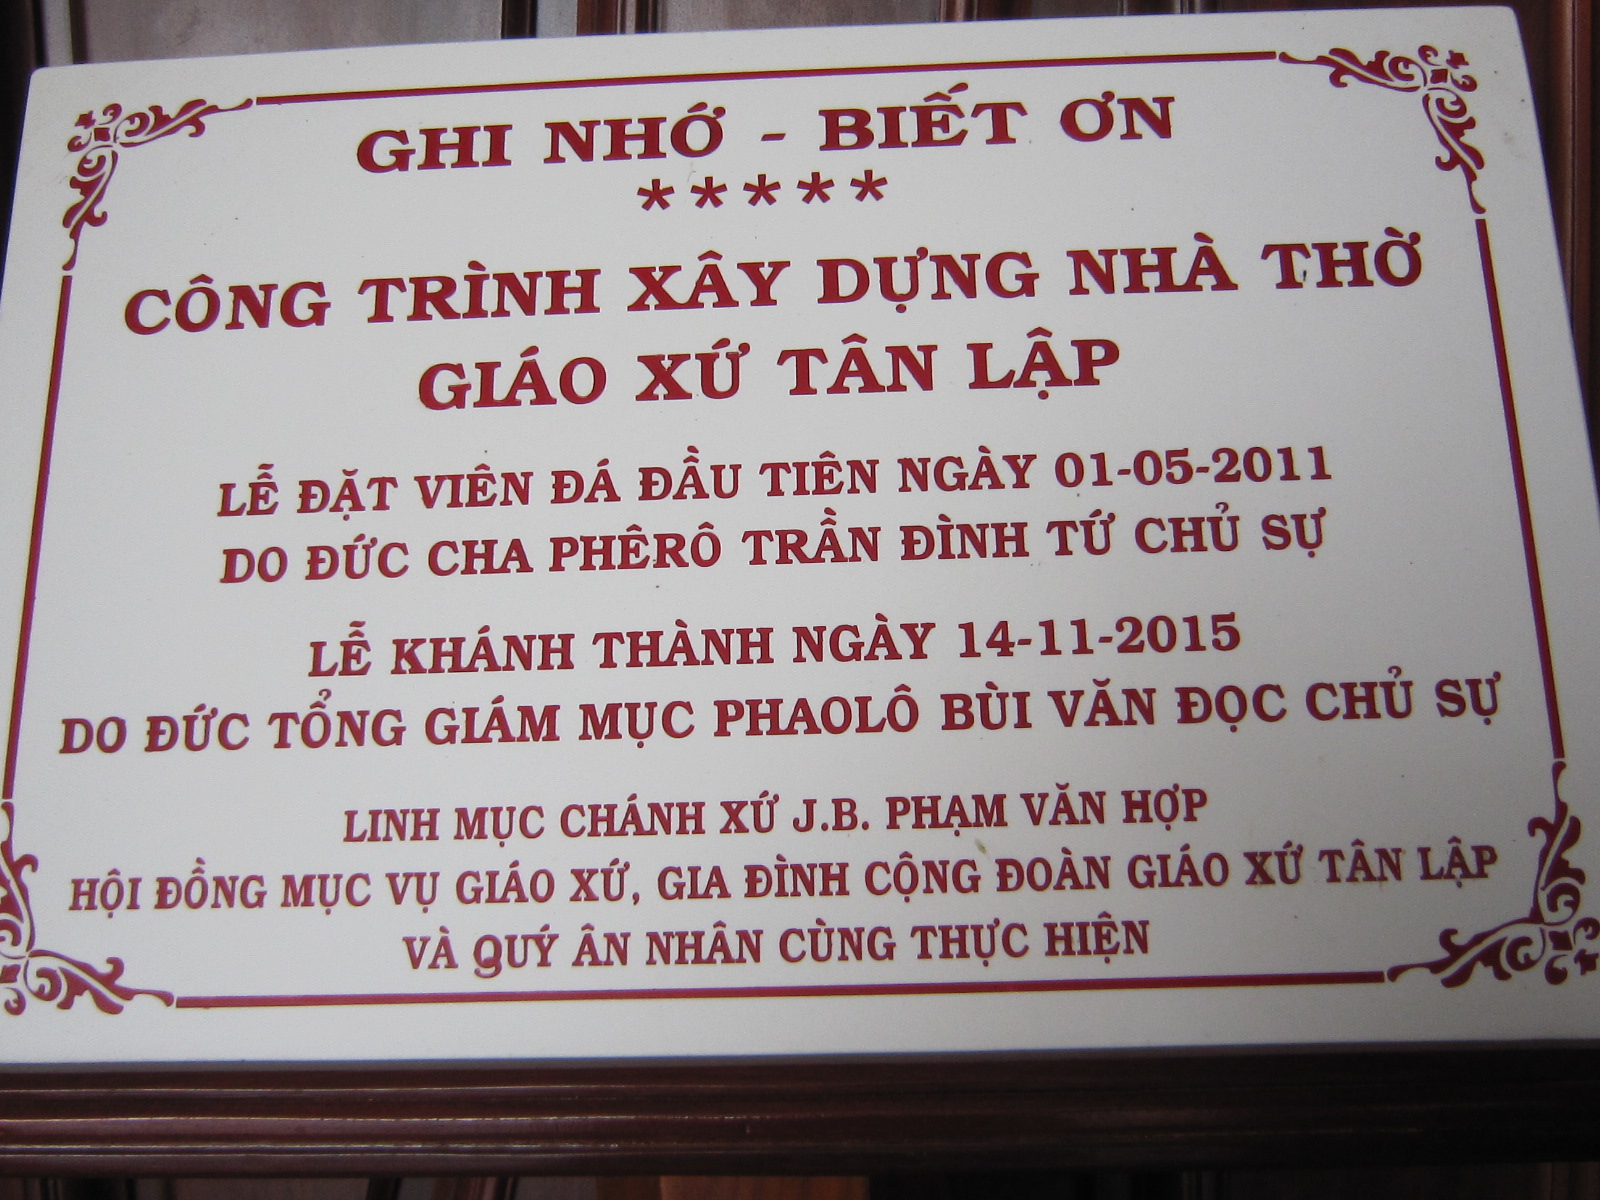 GHI NHỚ - BIẾT ƠN
*****
CÔNG TRÌNH XÂY DỰNG NHÀ THỜ
GIÁO XỨ TÂN LẬP
LỄ ĐẶT VIÊN ĐÁ ĐẦU TIÊN NGÀY 01-05-2011
DO ĐỨC CHA PHÊRÔ TRẦN ĐÌNH TỨ CHỦ SỰ
LỄ KHÁNH THÀNH NGÀY 14-11-2015
DO ĐỨC TỔNG GIÁM MỤC PHAOLÔ BÙI VĂN ĐỌC CHỦ SỰ
LINH MỤC CHÁNH XỨ J.B. PHẠM VĂN HỢP
HỘI ĐỒNG MỤC VỤ GIÁO XỨ, GIA ĐÌNH CỘNG ĐOÀN GIÁO XỨ TÂN LẬP
VÀ QUÝ ÂN NHÂN CÙNG THỰC HIỆN